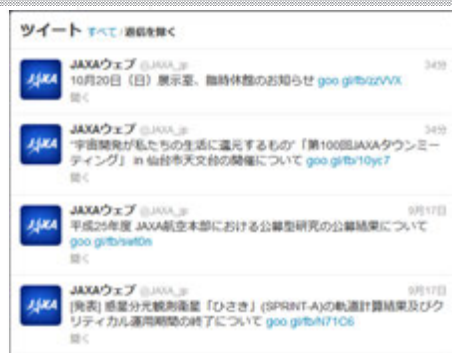 ツイート すべて / 返信を除く
JAXAウェブ @JAXA_jp 34分
10月20日（日）展示室、臨時休館のお知らせ goo.gl/fb/zzVVX
開く
JAXAウェブ @JAXA_jp 34分
"宇宙開発が私たちの生活に還元するもの"「第100回JAXAタウンミー
ティング」 in 仙台市天文台の開催について goo.gl/fb/10yc7
開く
JAXAウェブ @JAXA_jp 9月17日
平成25年度 JAXA航空本部における公募型研究の公募結果について
goo.gl/fb/swt0n
開く
JAXAウェブ @JAXA_jp 9月17日
[発表] 惑星分光観測衛星「ひさき」(SPRINT-A)の軌道計算結果及びク
リティカル運用期間の終了について goo.gl/fb/N71C6
開く